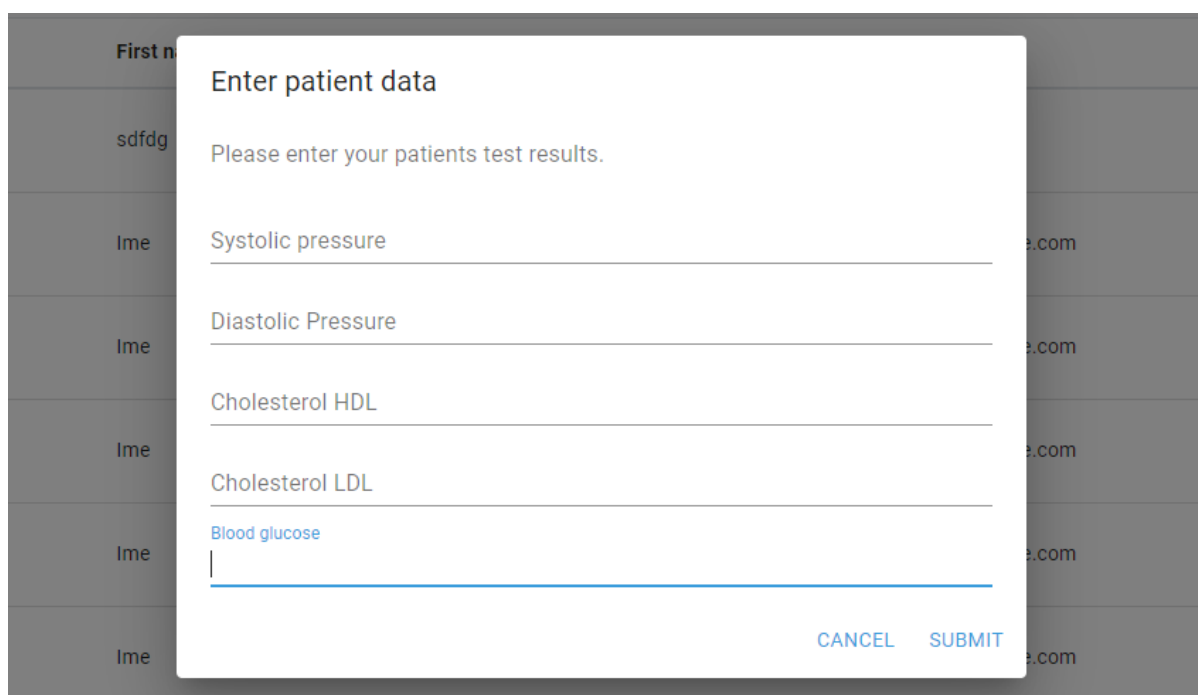 First na
Enter patient data
sdfdg
Please enter your patients test results.
Ime
Systolic pressure
e.com
Ime
Diastolic Pressure
e.com
Ime
Cholesterol HDL
e.com
Cholesterol LDL
Ime
Blood glucose
e.com
CANCEL SUBMIT
Ime
e.com